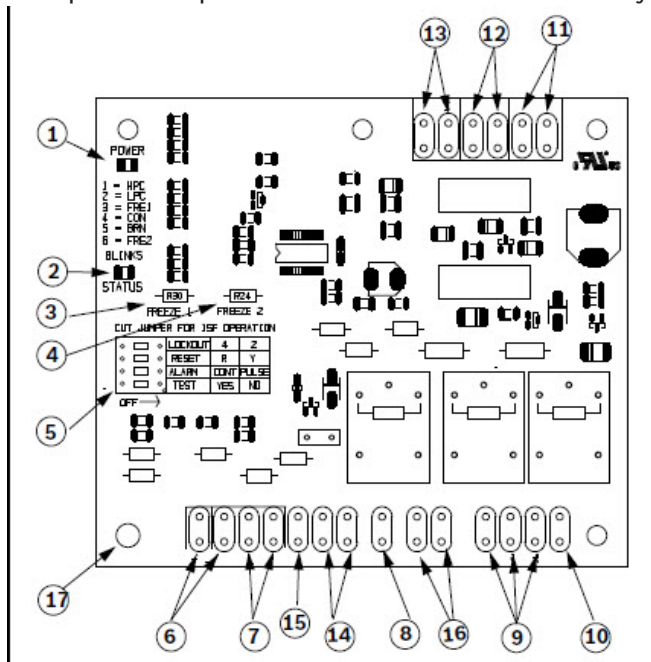 13 12 11
1
POWER
1 = HPC
2 = LPC
3 = FRE1
4 = CON
5 = BRN
6 = FRE2
BLINKS
2
STATUS
R30 R24
3 FREEZE 1 FREEZE 2
CUT JUMPER FOR 15F OPERATION
4
LOCKOUT 4 2
RESET R Y
ALARM CONT PULSE
TEST YES NO
OFF
5
17
6 7 15 14 8 16 9 10